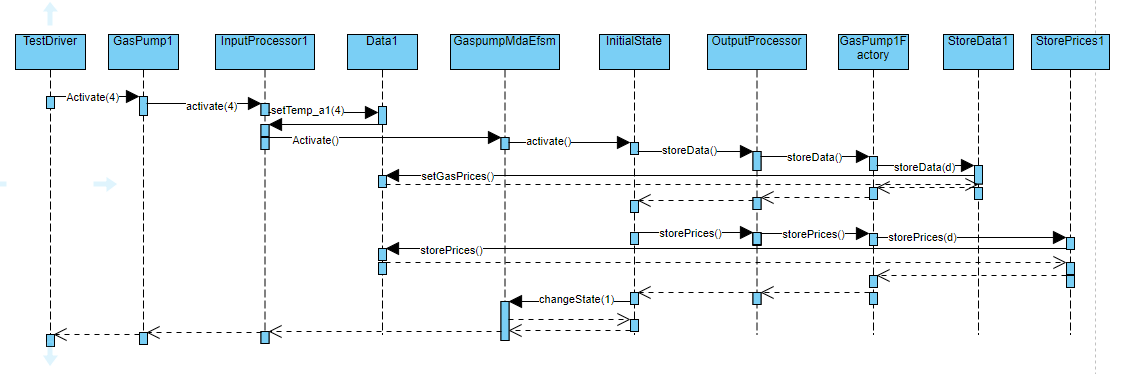 TestDriver
GasPump1
InputProcessor1
Data1
GaspumpMdaEfsm
InitialState
OutputProcessor
GasPump1F
actory
StoreData1
StorePrices1
Activate(4)
activate(4)
setTemp_a1(4)
Activate()
activate()
storeData()
storeData()
storeData(d)
setGasPrices()
storePrices()
storePrices()
storePrices(d)
storePrices()
changeState(1)